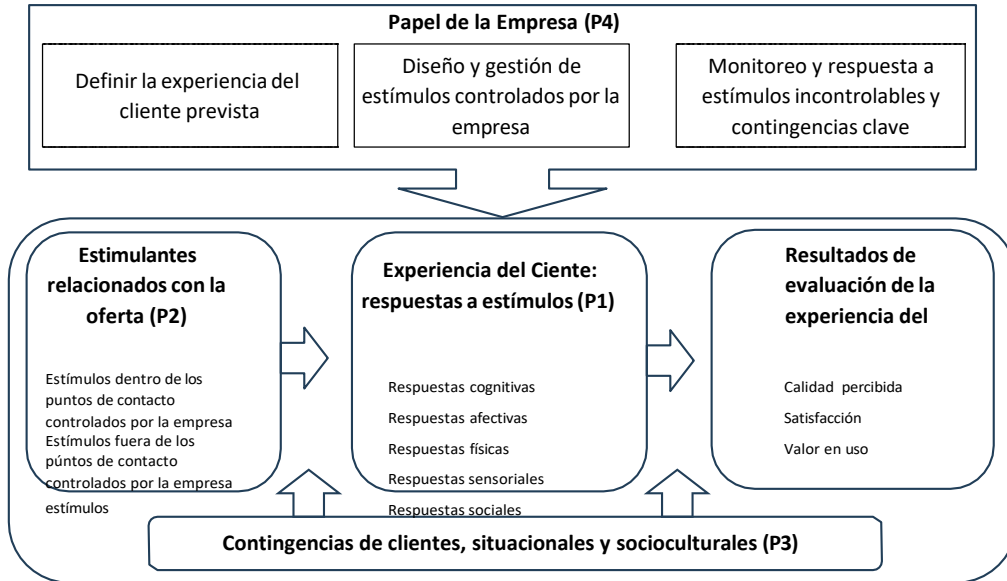 Papel de la Empresa (P4)
Definir la experiencia del
cliente prevista
Diseño y gestión de
estímulos controlados por la
empresa
Monitoreo y respuesta a
estímulos incontrolables y
contingencias clave
Estimulantes
relacionados con la
oferta (P2)
Estímulos dentro de los
puntos de contacto
controlados por la empresa
Estímulos fuera de los
púntos de contacto
controlados por la empresa
estímulos
Experiencia del Ciente:
respuestas a estímulos (P1)
Respuestas cognitivas
Respuestas afectivas
Respuestas físicas
Respuestas sensoriales
Respuestas sociales
Resultados de
evaluación de la
experiencia del
Calidad percibida
Satisfacción
Valor en uso
Contingencias de clientes, situacionales y socioculturales (P3)